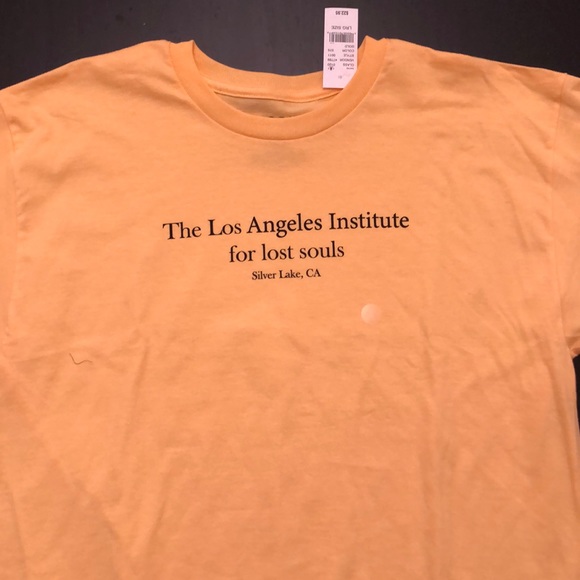 The Los Angeles Institute
for lost souls
Silver Lake, CA